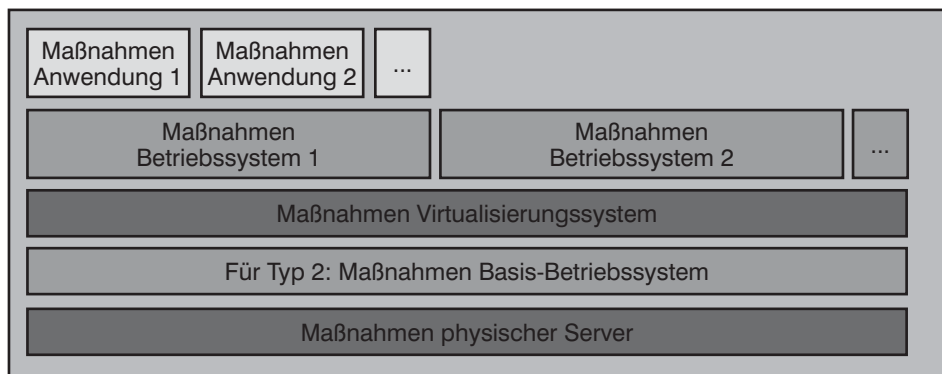 Maßnahmen
Anwendung 1
Maßnahmen
Anwendung 2
...
Maßnahmen
Betriebssystem 1
Maßnahmen
Betriebssystem 2
...
Maßnahmen Virtualisierungssystem
Für Typ 2: Maßnahmen Basis-Betriebssystem
Maßnahmen physischer Server